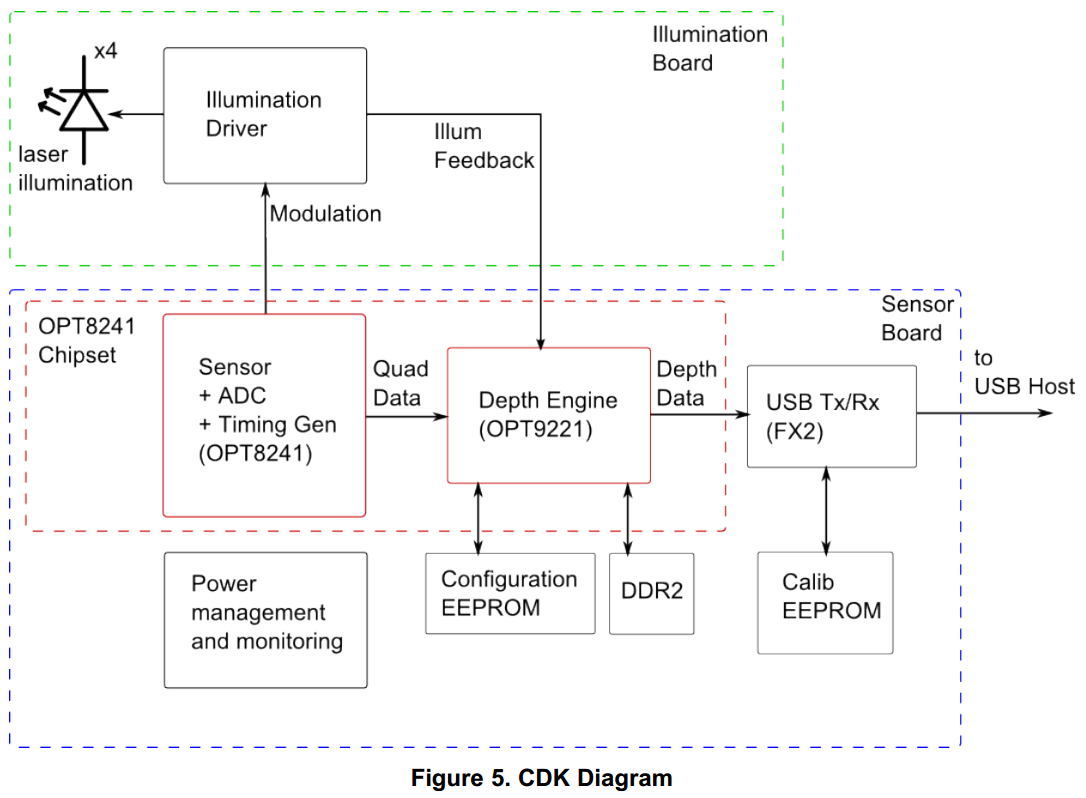 Illumination
Board
x4
Illumination
Driver
laser
illumination
Illum
Feedback
Modulation
Sensor
Board
OPT8241
Chipset
Sensor
+ ADC
+ Timing Gen
(OPT8241)
Quad
Data
Depth Engine
(OPT9221)
Depth
Data
USB Tx/Rx
(FX2)
to
USB Host
Power
management
and monitoring
Configuration
EEPROM
DDR2
Calib
EEPROM
Figure 5. CDK Diagram